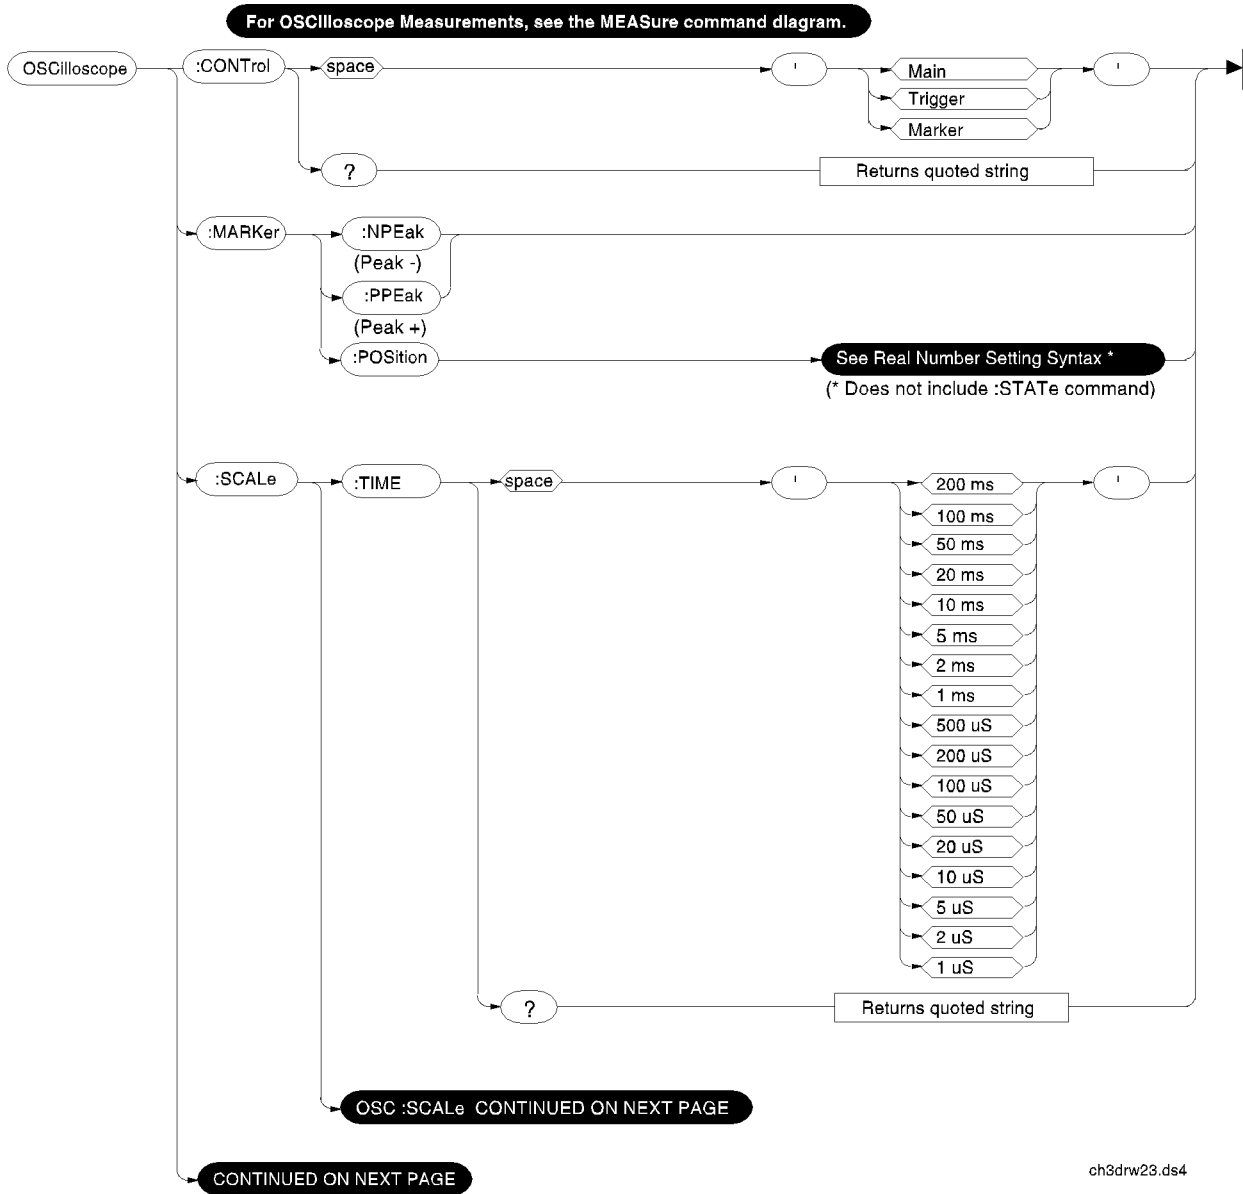 For OSCIlloscope Measurements, see the MEASure command dIagram.
OSCilloscope :CONTrol space ' Main '
Trigger
Marker
? Returns quoted string
:MARKer :NPEak
(Peak -)
:PPEak
(Peak +)
:POSition See Real Number Setting Syntax *
(* Does not include :STATe command)
:SCALe :TIME space ' 200 ms '
100 ms
50 ms
20 ms
10 ms
5 ms
2 ms
1 ms
500 uS
200 uS
100 uS
50 uS
20 uS
10 uS
5 uS
2 uS
1 uS
? Returns quoted string
OSC :SCALe CONTINUED ON NEXT PAGE
CONTINUED ON NEXT PAGE
ch3drw23.ds4